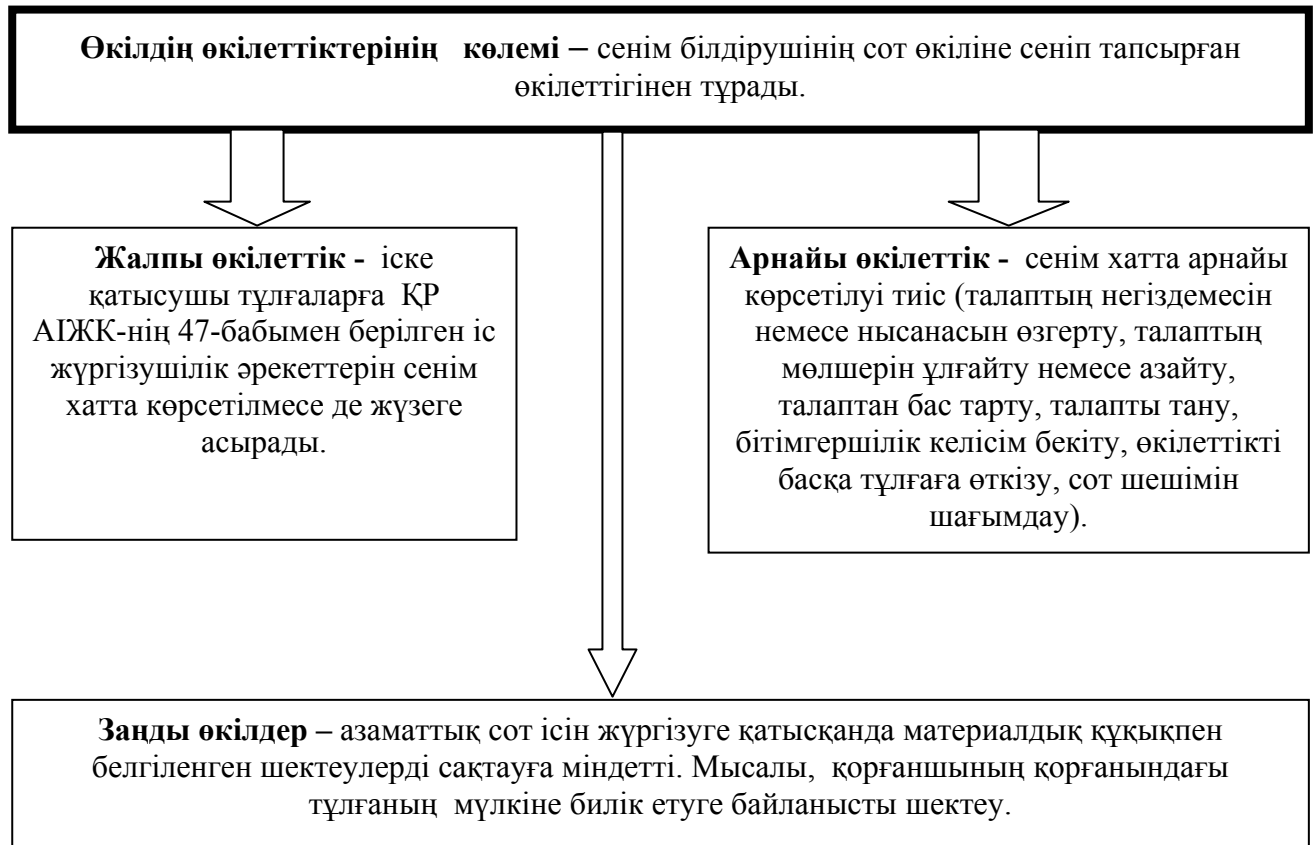 Өкілдің өкілеттіктерінің көлемі – сенім білдірушінің сот өкіліне сеніп тапсырған
өкілеттігінен тұрады.
Жалпы өкілеттік - іске
қатысушы тұлғаларға ҚР
АІЖК-нің 47-бабымен берілген іс
жүргізушілік әрекеттерін сенім
хатта көрсетілмесе де жүзеге
асырады.
Арнайы өкілеттік - сенім хатта арнайы
көрсетілуі тиіс (талаптың негіздемесін
немесе нысанасын өзгерту, талаптың
мөлшерін ұлғайту немесе азайту,
талаптан бас тарту, талапты тану,
бітімгершілік келісім бекіту, өкілеттікті
басқа тұлғаға өткізу, сот шешімін
шағымдау).
Заңды өкілдер – азаматтық сот ісін жүргізуге қатысқанда материалдық құқықпен
белгіленген шектеулерді сақтауға міндетті. Мысалы, қорғаншының қорғанындағы
тұлғаның мүлкіне билік етуге байланысты шектеу.